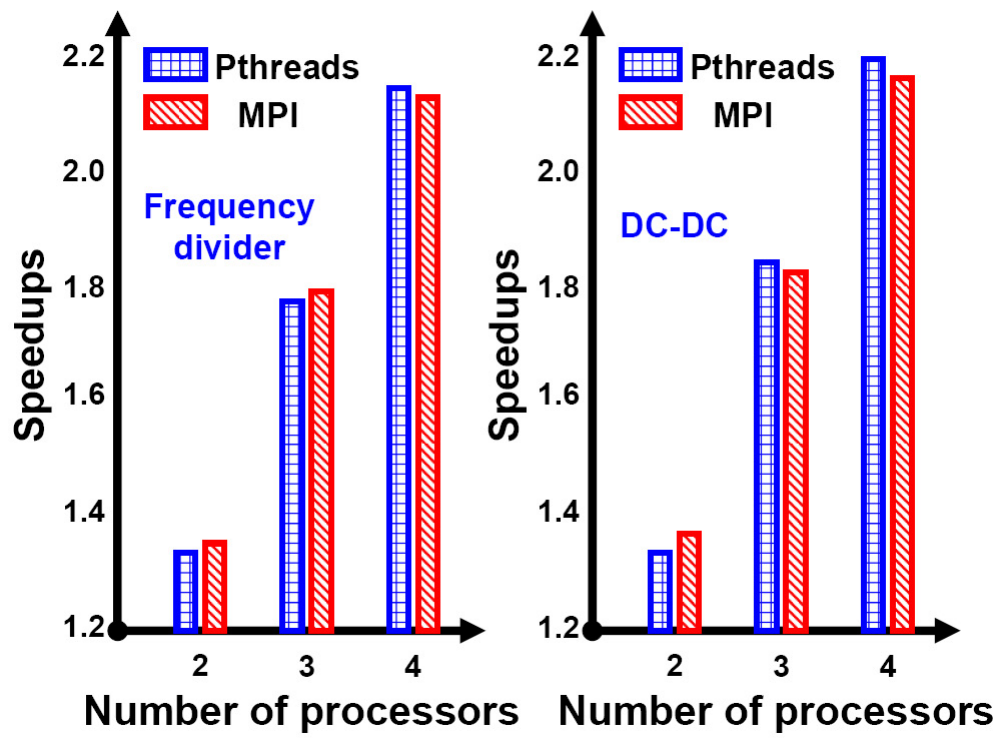 2.2
2.0
1.8
1.6
1.4
1.2
Speedups
Pthreads
MPI
Frequency
divider
2 3 4
Number of processors
2.2
2.0
1.8
1.6
1.4
1.2
Speedups
Pthreads
MPI
DC-DC
2 3 4
Number of processors